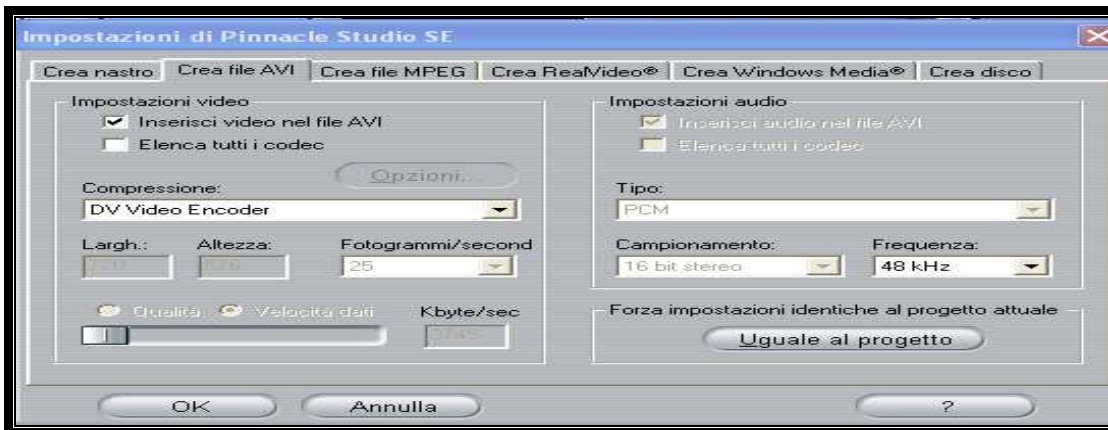 Impostazioni di Pinnacle Studio SE
Crea nastro Crea file AVI Crea file MPEG Crea RealVideo® Crea Windows Media® Crea disco
Impostazioni video
Inserisci video nel file AVI
Elenca tutti i codec
Opzioni...
Compressione:
DV Video Encoder
Largh.: Altezza: Fotogrammi/second
25
Qualità Velocità dati Kbyte/sec
Impostazioni audio
Inserisci audio nel file AVI
Elenca tutti i codec
Tipo:
PCM
Campionamento: Frequenza:
16 bit stereo 48 kHz
Forza impostazioni identiche al progetto attuale
Uguale al progetto
OK Annulla ?